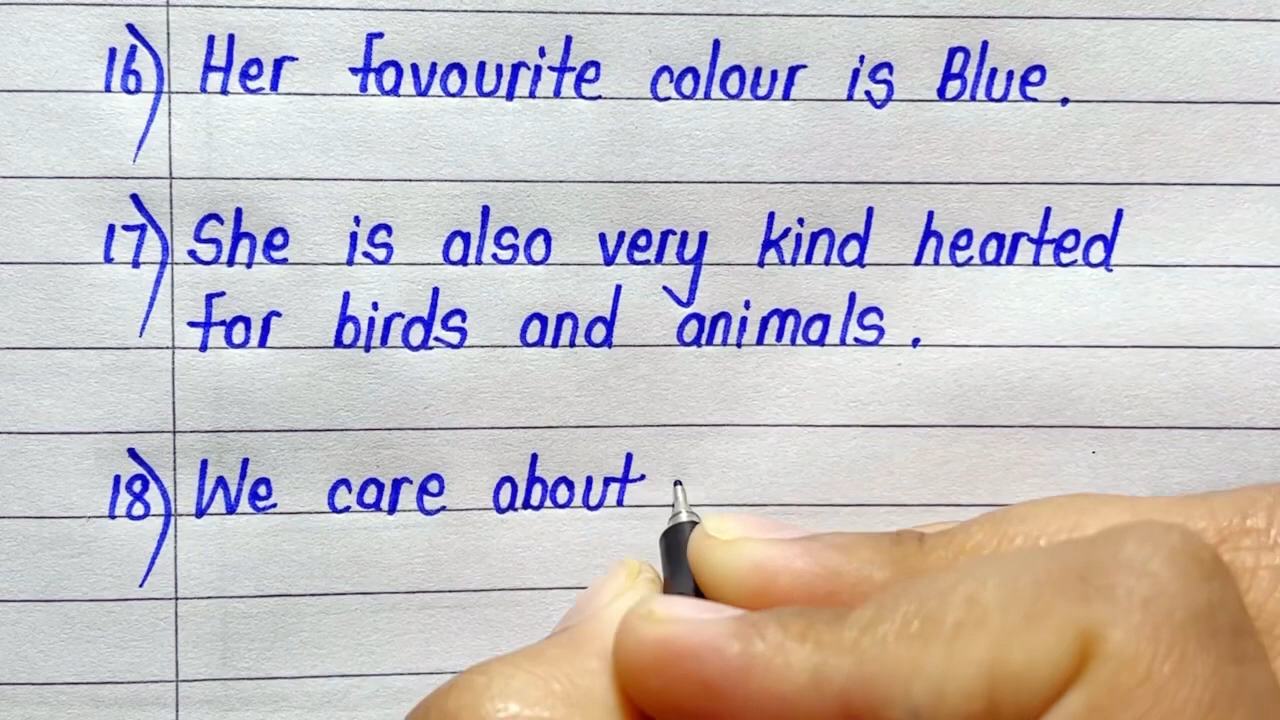 16) Her favourite colour is Blue.
17) She is also very kind hearted
for birds and animals.
18) We care about